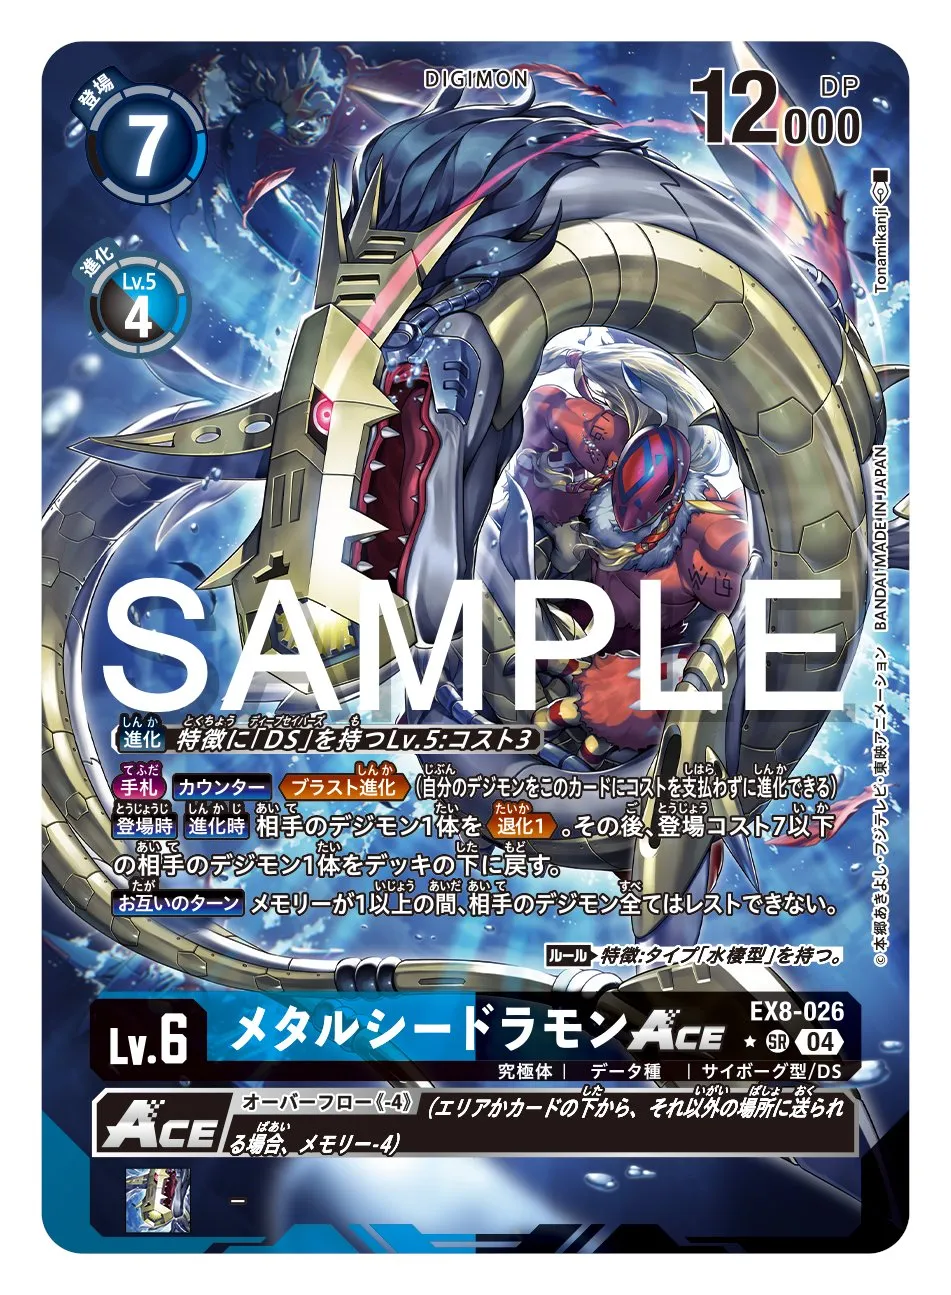 DIGIMON
登場
7
12000
DP
進化
Lv.5
4
Tonamikanji
BANDAI MADE IN JAPAN
©本郷あきよし・フジテレビ・東映アニメーション
SAMPLE
進化 特徴に「DS」を持つLv.5:コスト3
手札 カウンター ブラスト進化 (自分のデジモンをこのカードにコストを支払わずに進化できる)
登場時 進化時 相手のデジモン1体を 退化1 。その後、登場コスト7以下
の相手のデジモン1体をデッキの下に戻す。
お互いのターン メモリーが1以上の間、相手のデジモン全てはレストできない。
ルール 特徴:タイプ「水棲型」を持つ。
EX8-026
Lv.6 メタルシードラモン ACE
SR 04
究極体 | データ種 | サイボーグ型/DS
ACE オーバーフロー《-4》 (エリアかカードの下から、それ以外の場所に送られ
る場合、メモリー-4)
–